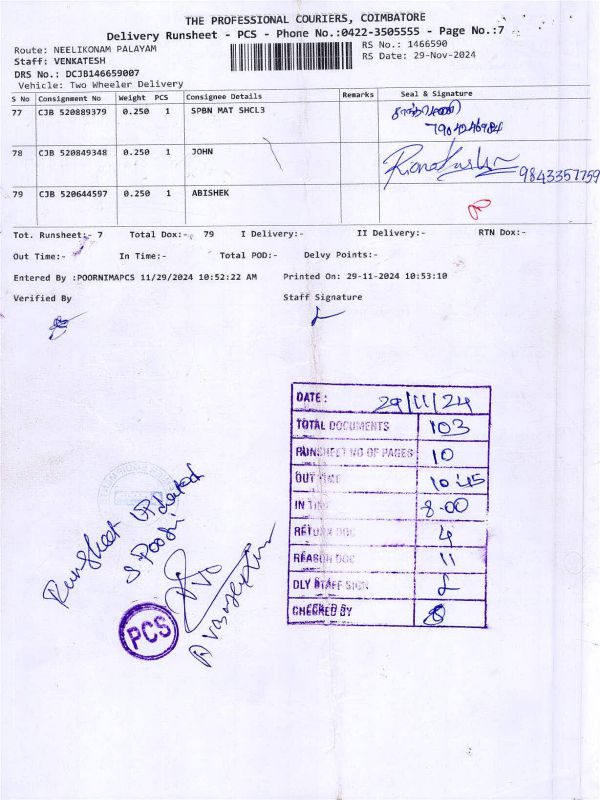 THE PROFESSIONAL COURIERS, COIMBATORE
Delivery Runsheet - PCS - Phone No.:0422-3505555 - Page No.:7
Route: NEELIKONAM PALAYAM
RS No.: 1466590
Staff: VENKATESH
RS Date: 29-Nov-2024
DRS No.: DCJB146659007
Vehicle: Two Wheeler Delivery
S No Consignment No Weight PCS Consignee Details Remarks Seal & Signature
77 CJB 520889379 0.250 1 SPBN MAT SHCL3
78 CJB 520849348 0.250 1 JOHN
9843357759
79 CJB 520644597 0.250 1 ABISHEK
Tot. Runsheet:- 7 Total Dox:- 79 I Delivery:- II Delivery:- RTN Dox:-
Out Time:- In Time:- Total POD:- Delvy Points:-
Entered By :POORNIMAPCS 11/29/2024 10:52:22 AM Printed On: 29-11-2024 10:53:10
Verified By Staff Signature
DATE : 29/11/24
TOTAL DOCUMENTS 103
RUNSHEET NO OF PAGES 10
OUT TIME 10.45
IN TIME 8.00
RETURN DOC 4
REASON DOC 11
DLY STAFF SIGN
CHECKED BY
Runsheet Updated
S. Poorni
PCS